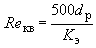 Re_кв = 500d_р / K_э